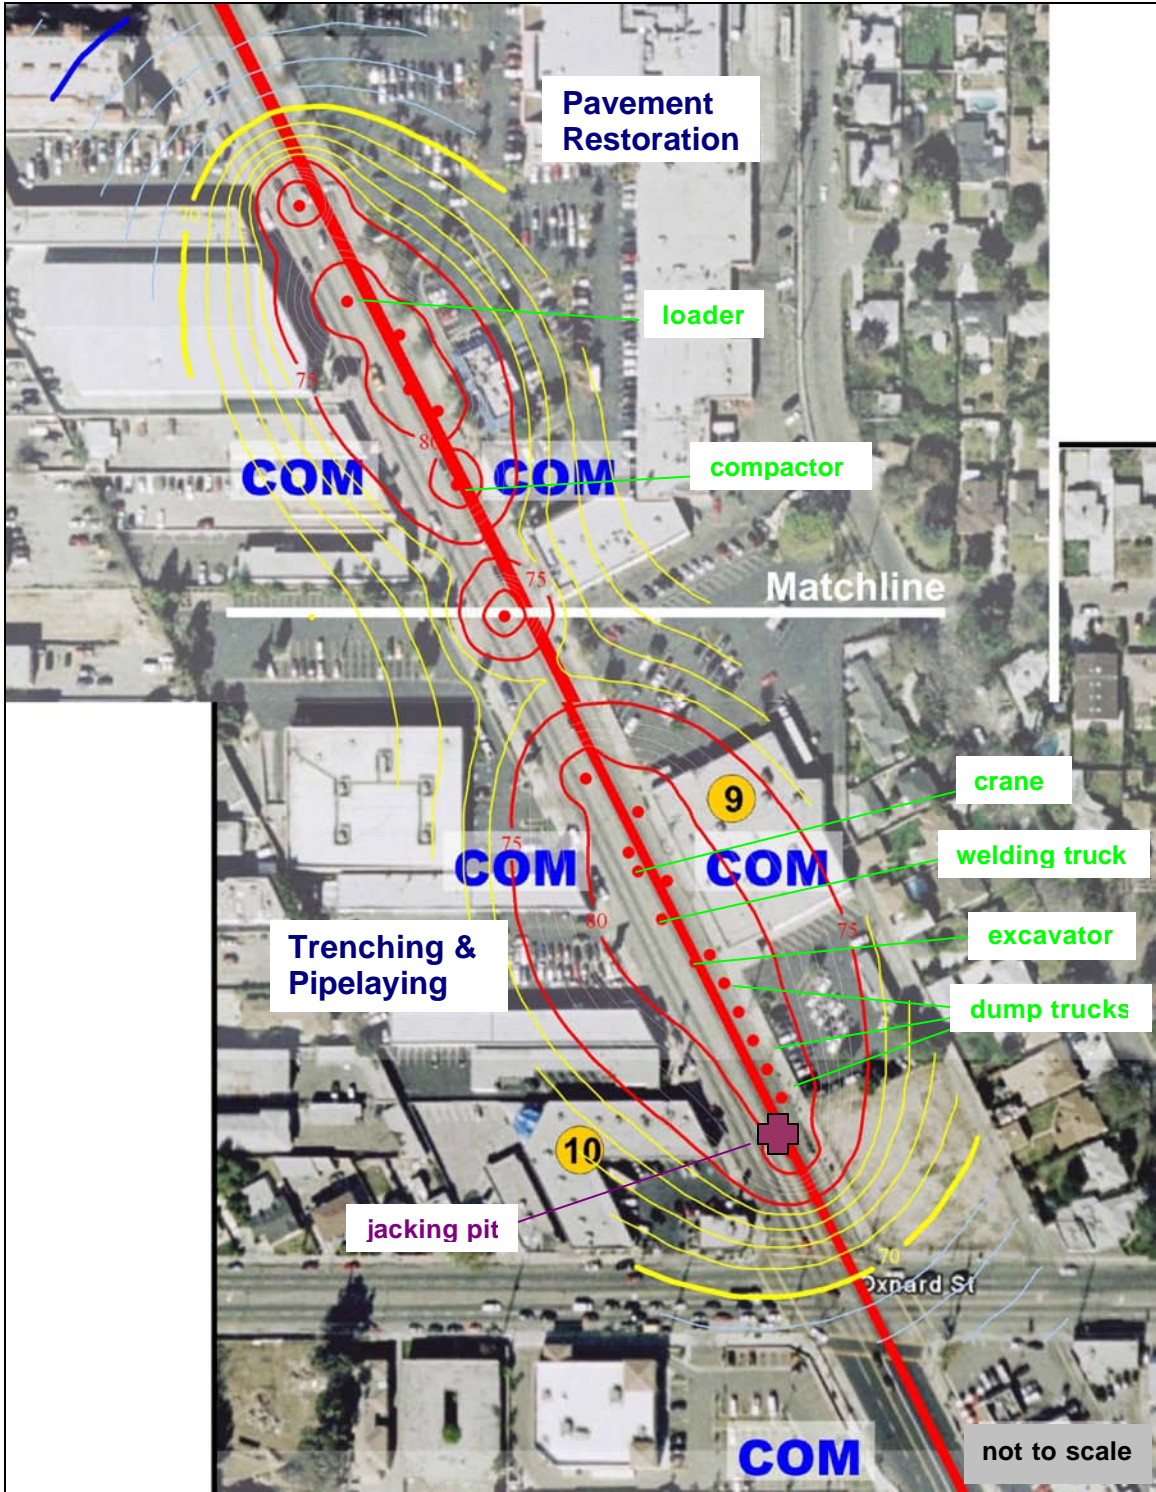 Pavement
Restoration
70
loader
75
80
compactor
COM
COM
75
Matchline
crane
9
75
welding truck
COM
COM
80
75
excavator
Trenching &
Pipelaying
dump trucks
10
jacking pit
70
Oxnard St
COM
not to scale